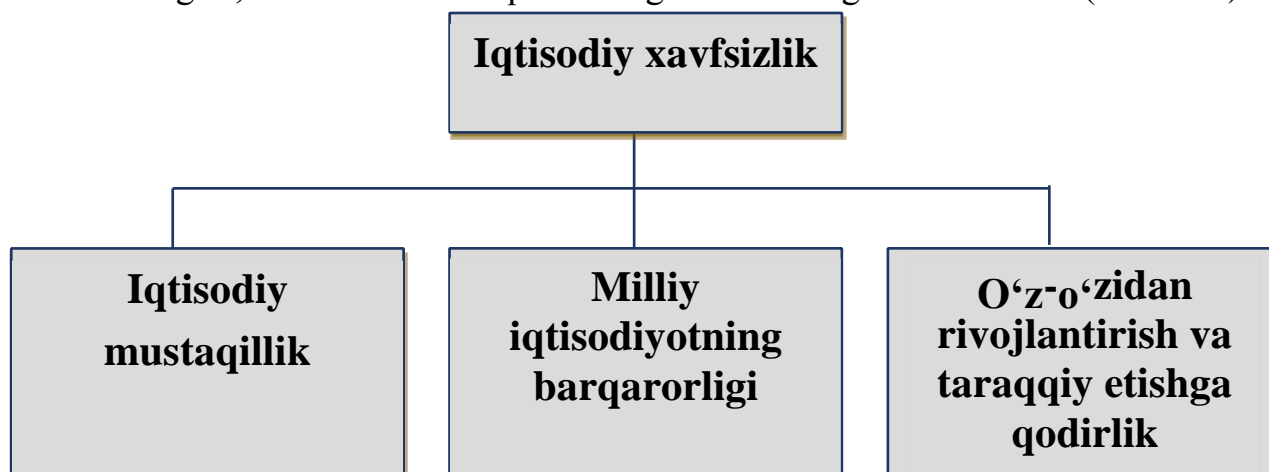 Iqtisodiy xavfsizlik
Iqtisodiy
mustaqillik
Milliy
iqtisodiyotning
barqarorligi
O‘z-o‘zidan
rivojlantirish va
taraqqiy etishga
qodirlik